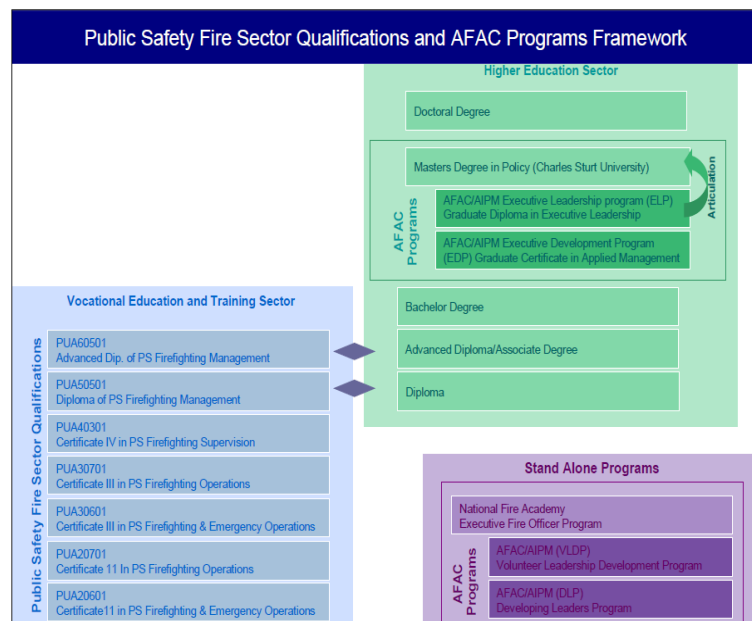 Public Safety Fire Sector Qualifications and AFAC Programs Framework
Higher Education Sector
Doctoral Degree
Masters Degree in Policy (Charles Sturt University)
AFAC/AIPM Executive Leadership program (ELP)
Graduate Diploma in Executive Leadership
AFAC/AIPM Executive Development Program
(EDP) Graduate Certificate in Applied Management
AFAC
Programs
Articulation
Bachelor Degree
Advanced Diploma/Associate Degree
Diploma
Vocational Education and Training Sector
Public Safety Fire Sector Qualifications
PUA60501
Advanced Dip. of PS Firefighting Management
PUA50501
Diploma of PS Firefighting Management
PUA40301
Certificate IV in PS Firefighting Supervision
PUA30701
Certificate III in PS Firefighting Operations
PUA30601
Certificate III in PS Firefighting & Emergency Operations
PUA20701
Certificate 11 In PS Firefighting Operations
PUA20601
Certificate11 in PS Firefighting & Emergency Operations
Stand Alone Programs
National Fire Academy
Executive Fire Officer Program
AFAC
Programs
AFAC/AIPM (VLDP)
Volunteer Leadership Development Program
AFAC/AIPM (DLP)
Developing Leaders Program